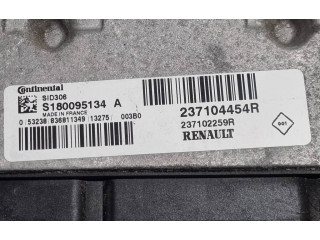 Continental
SID306
S180095134 A
MADE IN FRANCE
0 53238 836811349 13275 003B0
237104454R
237102259R
RENAULT